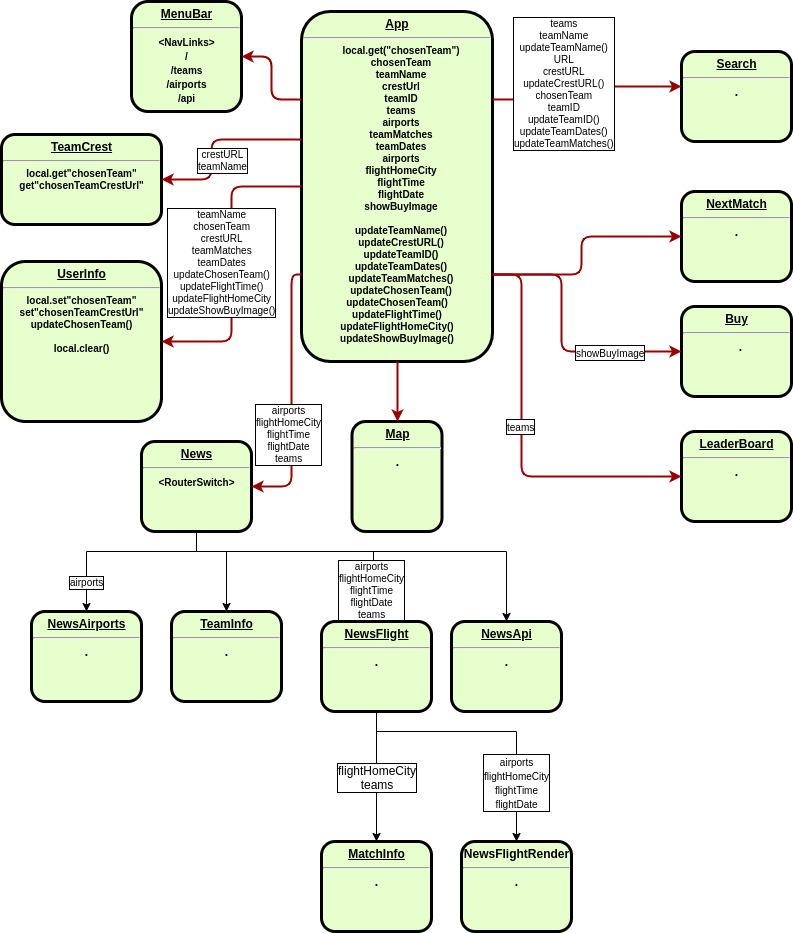 MenuBar
<NavLinks>
/
/teams
/airports
/api
App
local.get("chosenTeam")
chosenTeam
teamName
crestUrl
teamID
teams
airports
teamMatches
teamDates
airports
flightHomeCity
flightTime
flightDate
showBuyImage
updateTeamName()
updateCrestURL()
updateTeamID()
updateTeamDates()
updateTeamMatches()
updateChosenTeam()
updateChosenTeam()
updateFlightTime()
updateFlightHomeCity()
updateShowBuyImage()
teams
teamName
updateTeamName()
URL
crestURL
updateCrestURL()
chosenTeam
teamID
updateTeamID()
updateTeamDates()
updateTeamMatches()
Search
.
TeamCrest
local.get"chosenTeam"
get"chosenTeamCrestUrl"
crestURL
teamName
teamName
chosenTeam
crestURL
teamMatches
teamDates
updateChosenTeam()
updateFlightTime()
updateFlightHomeCity
updateShowBuyImage()
NextMatch
.
UserInfo
local.set"chosenTeam"
set"chosenTeamCrestUrl"
updateChosenTeam()
local.clear()
Buy
.
showBuyImage
airports
flightHomeCity
flightTime
flightDate
teams
teams
Map
.
LeaderBoard
.
News
<RouterSwitch>
airports
airports
flightHomeCity
flightTime
flightDate
teams
NewsAirports
.
TeamInfo
.
NewsFlight
.
NewsApi
.
flightHomeCity
teams
airports
flightHomeCity
flightTime
flightDate
MatchInfo
.
NewsFlightRender
.